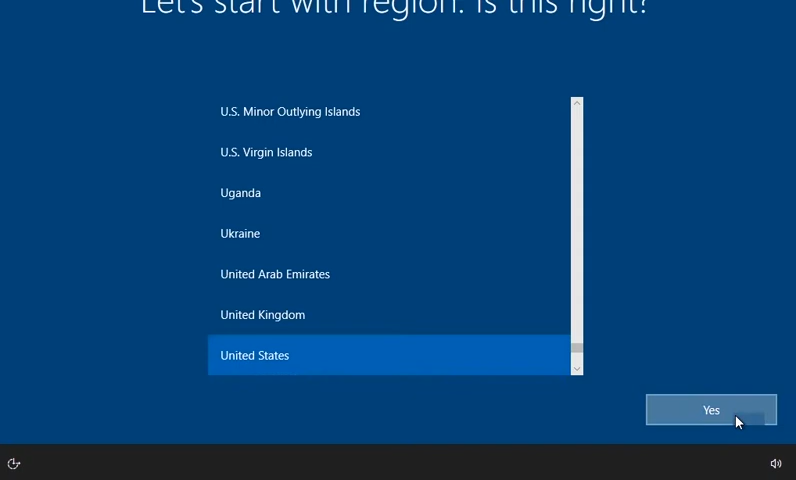 Let's start with region. Is this right?
U.S. Minor Outlying Islands
U.S. Virgin Islands
Uganda
Ukraine
United Arab Emirates
United Kingdom
United States
Yes